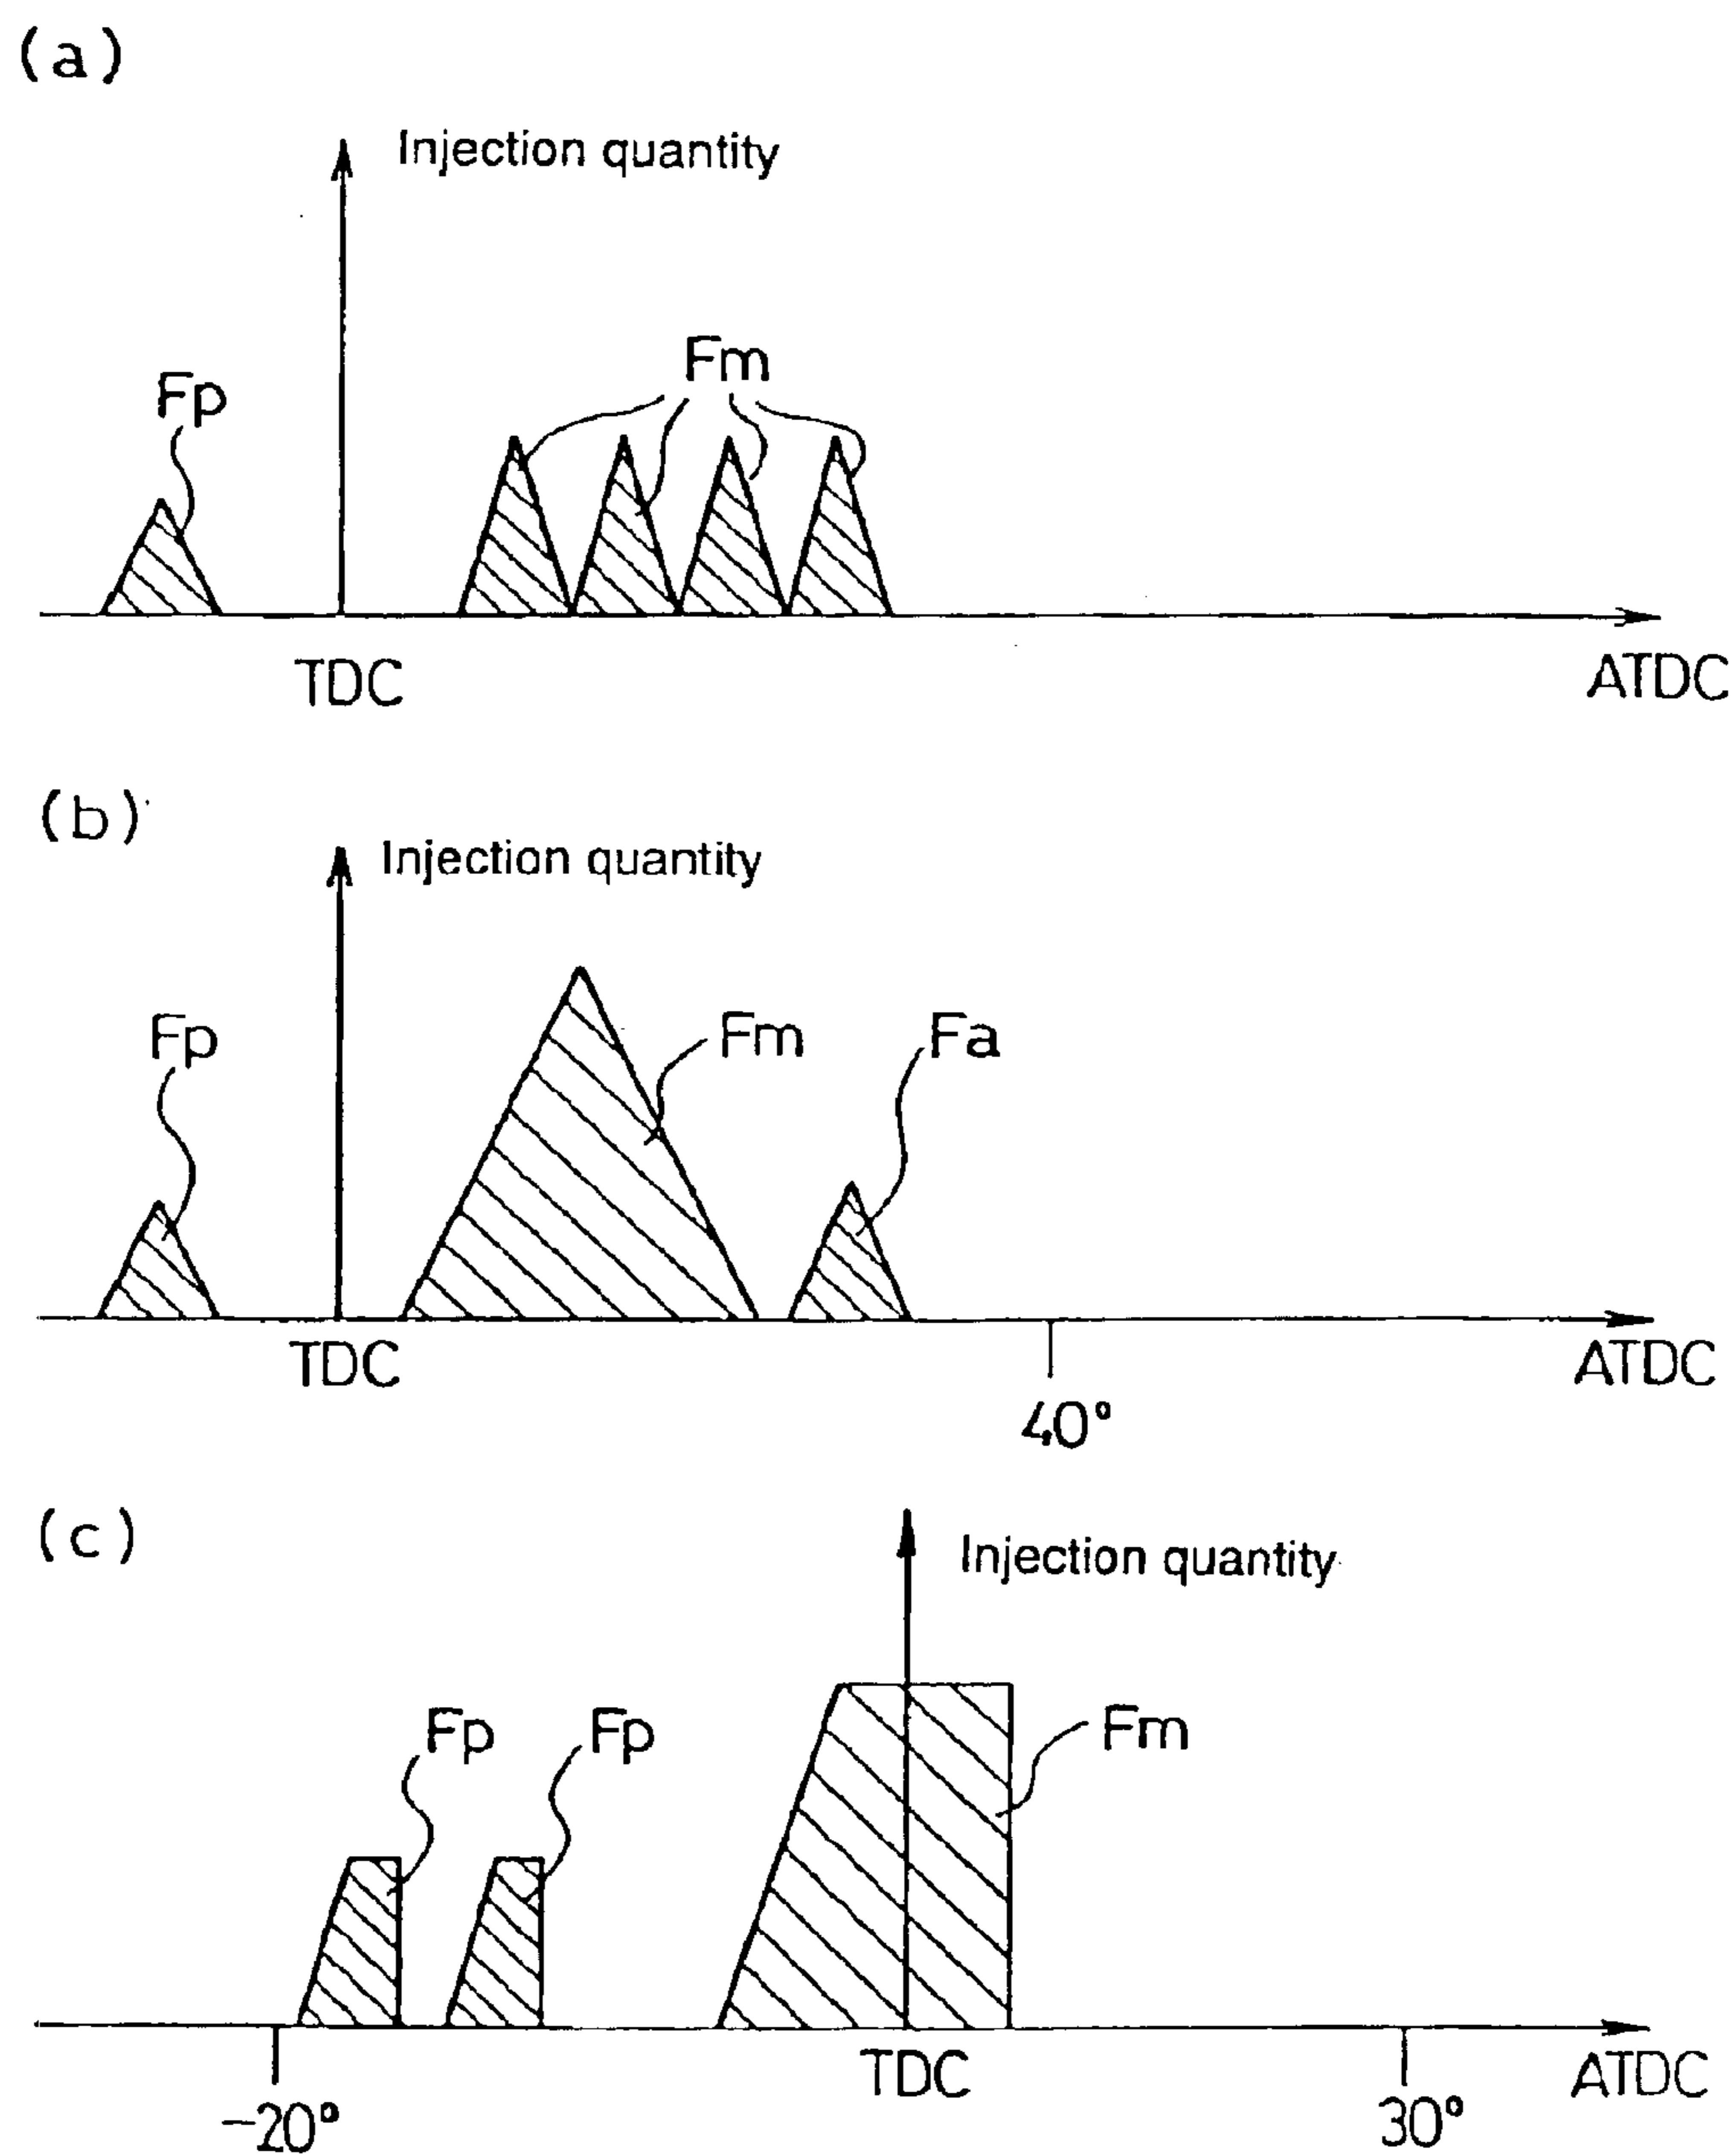 (a)
Injection quantity
Fp
Fm
TDC
ATDC
(b)
Injection quantity
Fp
Fm
Fa
TDC
ATDC
40°
(c)
Injection quantity
Fp
Fp
Fm
TDC
ATDC
-20°
30°